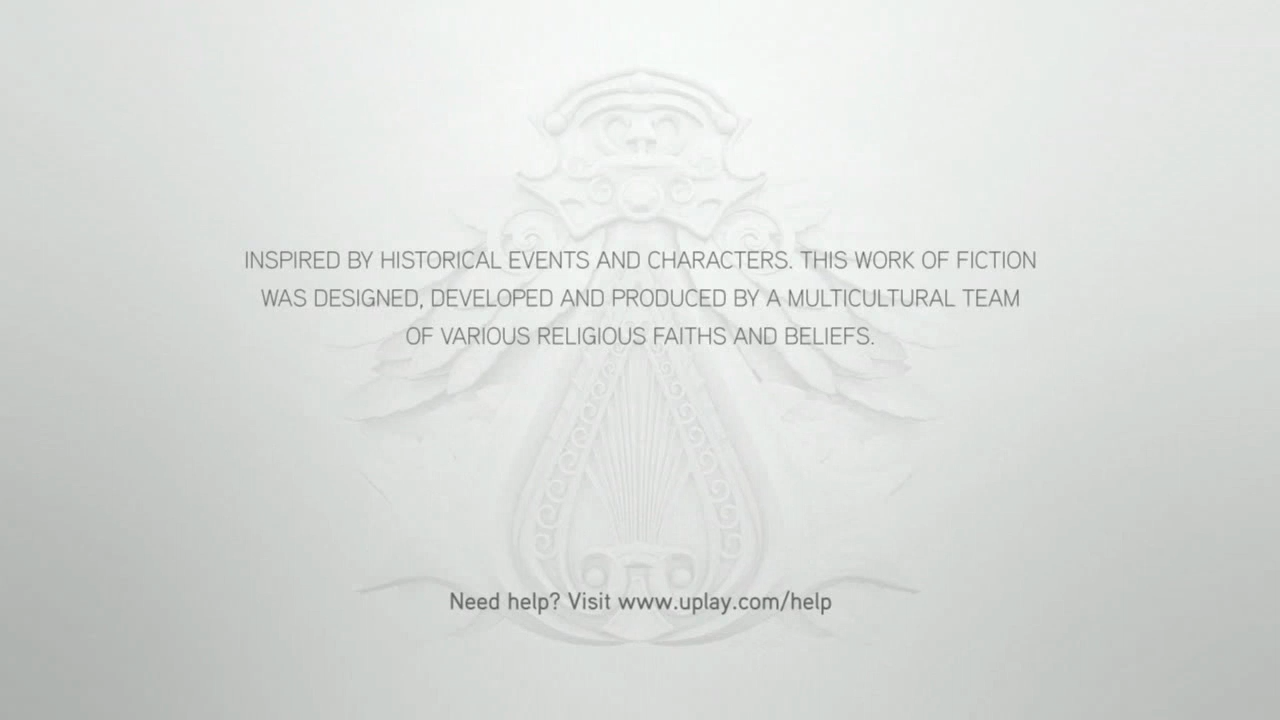 INSPIRED BY HISTORICAL EVENTS AND CHARACTERS. THIS WORK OF FICTION
WAS DESIGNED, DEVELOPED AND PRODUCED BY A MULTICULTURAL TEAM
OF VARIOUS RELIGIOUS FAITHS AND BELIEFS.
Need help? Visit www.uplay.com/help